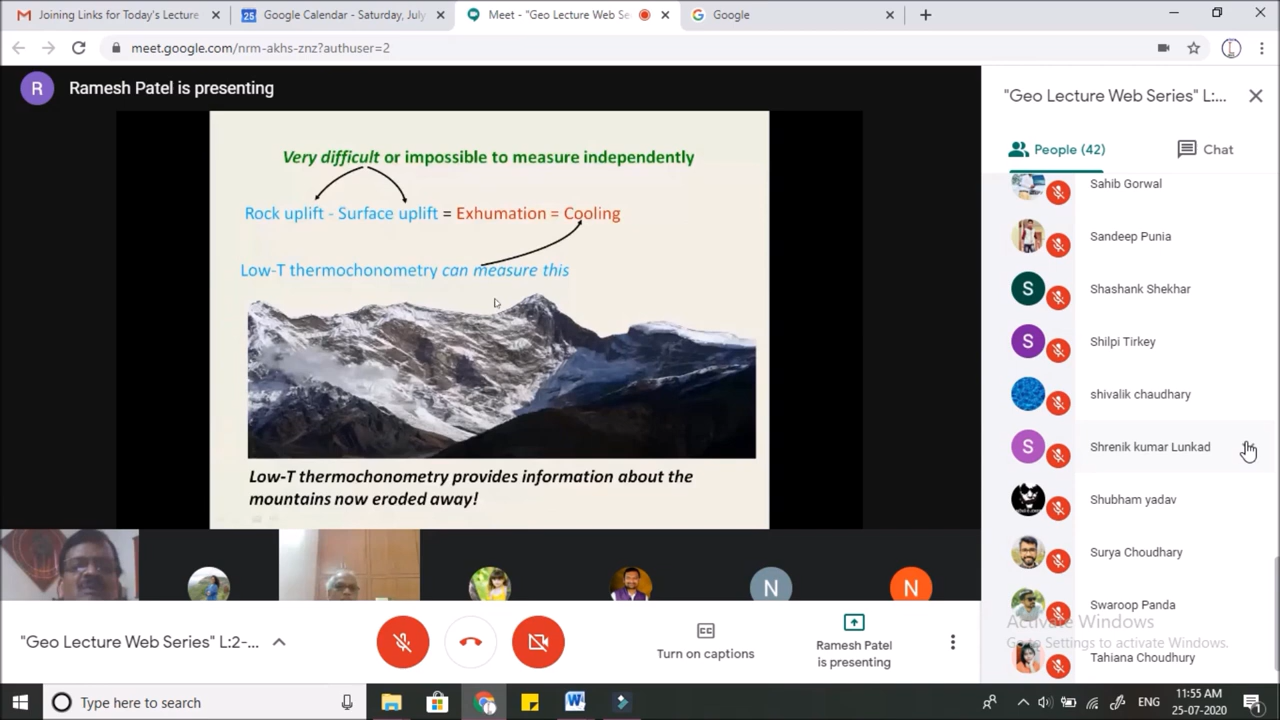 Joining Links for Today's Lecture
Google Calendar - Saturday, July
Meet - "Geo Lecture Web Se
Google
meet.google.com/nrm-akhs-znz?authuser=2
R
Ramesh Patel is presenting
Very difficult or impossible to measure independently
Rock uplift - Surface uplift = Exhumation = Cooling
Low-T thermochonometry can measure this
Low-T thermochonometry provides information about the
mountains now eroded away!
N
N
"Geo Lecture Web Series" L:2-...
Turn on captions
Ramesh Patel
is presenting
"Geo Lecture Web Series" L:...
People (42)
Chat
Sahib Gorwal
Sandeep Punia
S
Shashank Shekhar
S
Shilpi Tirkey
shivalik chaudhary
S
Shrenik kumar Lunkad
Shubham yadav
Surya Choudhary
Swaroop Panda
Activate Windows
Go to Settings to activate Windows.
Tahiana Choudhury
Type here to search
ENG
11:55 AM
25-07-2020